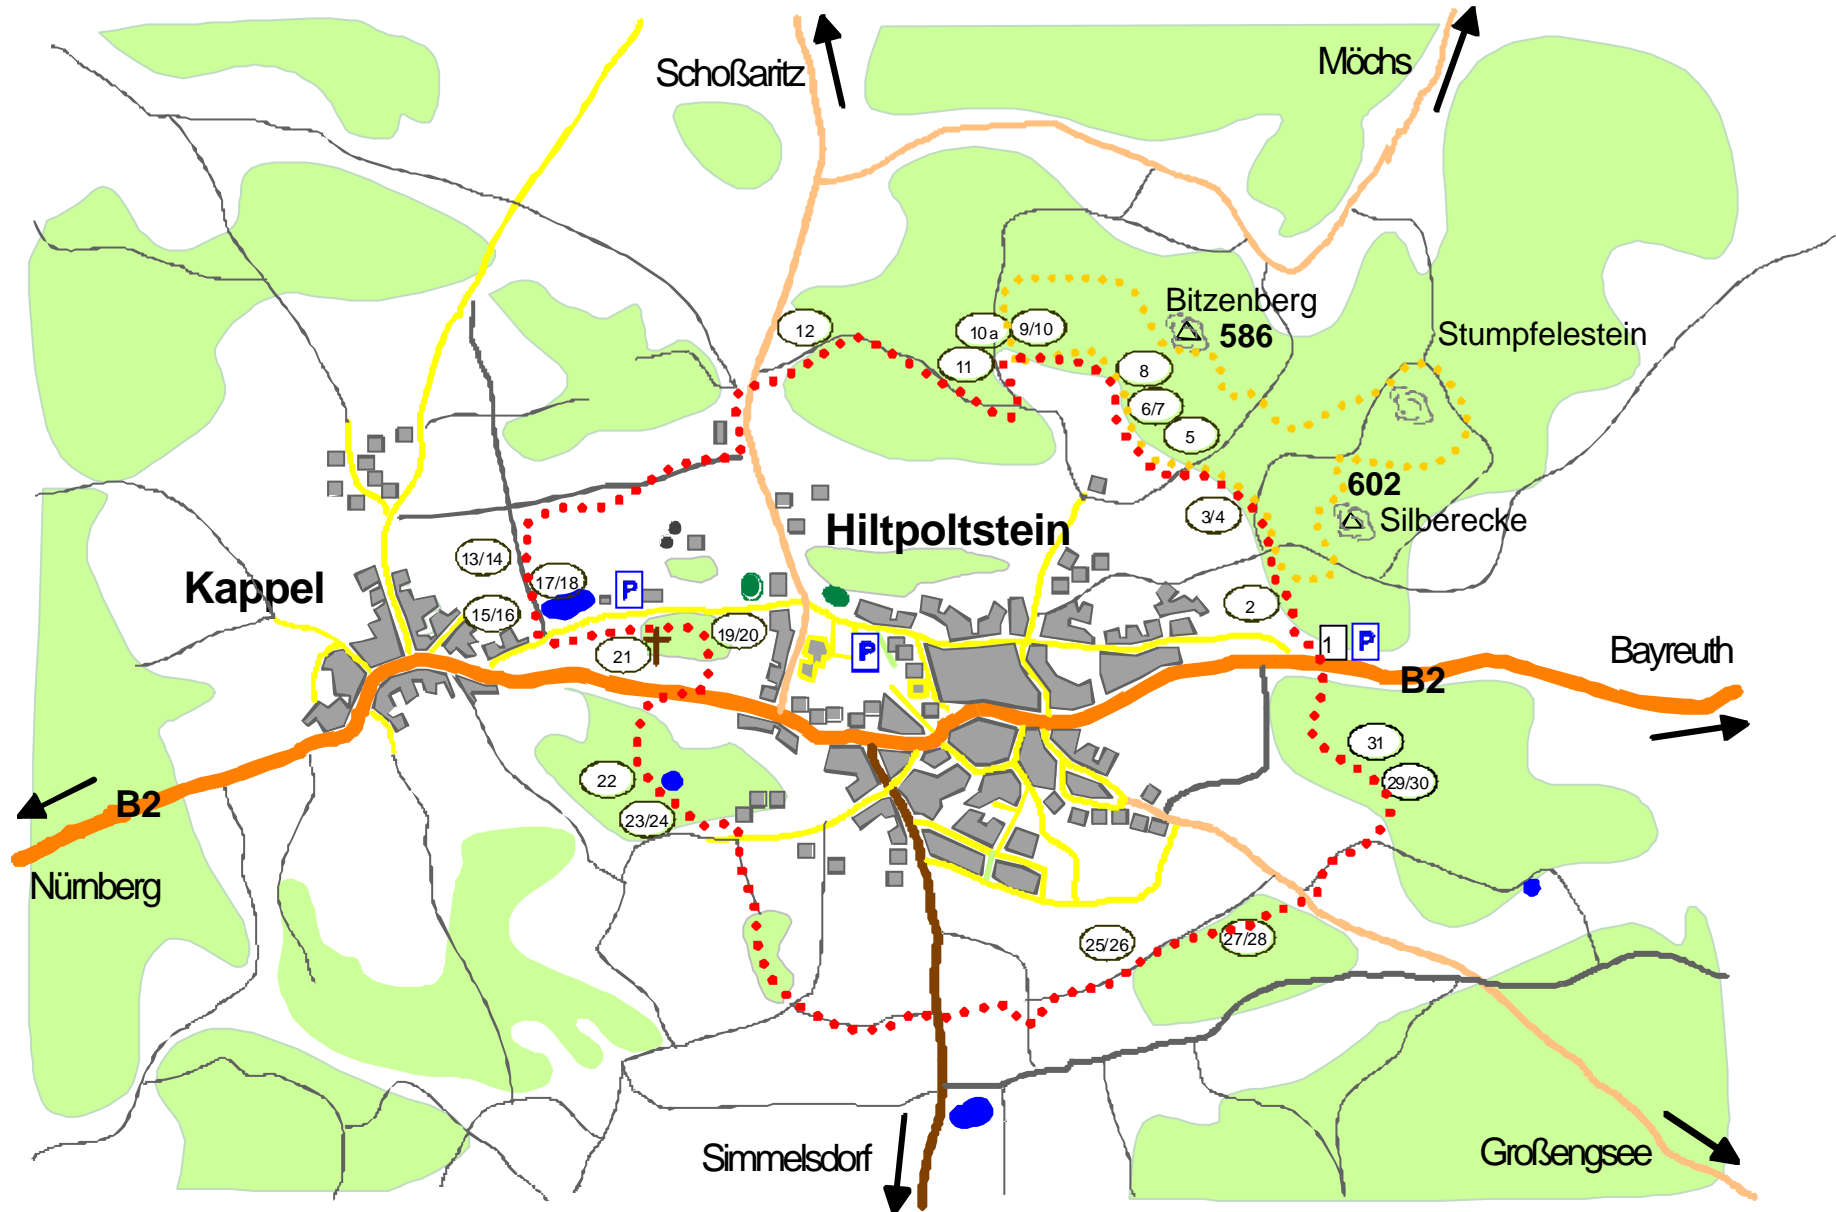 Schoßaritz
Möchs
Bitzenberg
586
Stumpfelestein
12
10a
9/10
11
8
6/7
5
602
Silberecke
3/4
Hiltpoltstein
Kappel
13/14
17/18
P
15/16
2
19/20
21
P
1
P
Bayreuth
B2
31
29/30
22
23/24
B2
Nürnberg
25/26
27/28
Simmelsdorf
Großengsee